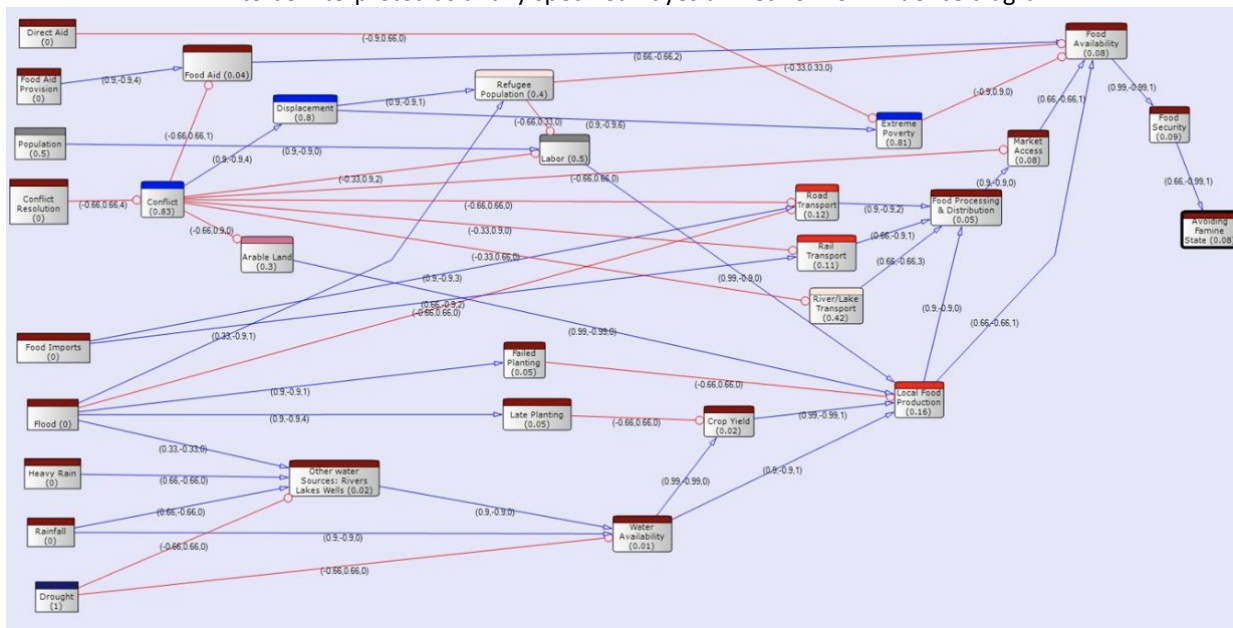 to be interpreted as a fully specified Bayes
Direct Aid
(0)
(-0.9,0.66,0)
Food
Availability
(0.08)
Food Aid
Provision
(0)
(0.9,-0.9,4)
Food Aid (0.04)
(0.66,-0.66,2)
(-0.33,0.33,0)
Refugee
Population (0.4)
(0.9,-0.9,1)
Displacement
(0.8)
(-0.9,0.9,0)
(0.66,-0.66,1)
(0.99,-0.99,1)
Food
Security
(0.09)
(-0.66,0.66,1)
(-0.66,0.33,0)
(0.9,-0.9,6)
Extreme
Poverty
(0.81)
Population
(0.5)
(0.9,-0.9,4)
(0.9,-0.9,0)
Labor (0.5)
Market
Access
(0.08)
(-0.33,0.9,2)
(-0.66,0.66,0)
(0.66,-0.99,1)
Conflict
Resolution
(0)
(-0.66,0.66,4)
Conflict
(0.83)
(-0.66,0.66,0)
Road
Transport
(0.12)
(0.9,-0.9,2)
(0.9,-0.9,0)
Food Processing
& Distribution
(0.05)
Avoiding
Famine
State (0.08)
(-0.66,0.9,0)
(-0.33,0.9,0)
Arable Land
(0.3)
(-0.33,0.66,0)
Rail
Transport
(0.11)
(0.66,-0.9,1)
(0.66,-0.66,3)
(0.9,-0.9,3)
(0.99,-0.9,0)
River/Lake
Transport
(0.42)
(0.66,-0.9,2)
(-0.66,0.66,0)
(0.9,-0.9,0)
(0.66,-0.66,1)
Food Imports
(0)
(0.33,-0.9,1)
(0.99,-0.99,0)
Failed
Planting
(0.05)
(0.9,-0.9,1)
(-0.66,0.66,0)
Local Food
Production
(0.16)
Flood (0)
(0.9,-0.9,4)
Late Planting
(0.05)
(-0.66,0.66,0)
Crop Yield
(0.02)
(0.99,-0.99,1)
(0.33,-0.33,0)
Heavy Rain
(0)
(0.66,-0.66,0)
Other water
Sources: Rivers
Lakes Wells (0.02)
(0.99,-0.99,0)
(0.9,-0.9,1)
Rainfall
(0)
(0.66,-0.66,0)
(0.9,-0.9,0)
(0.9,-0.9,0)
Water
Availability
(0.01)
(-0.66,0.66,0)
(-0.66,0.66,0)
Drought
(1)